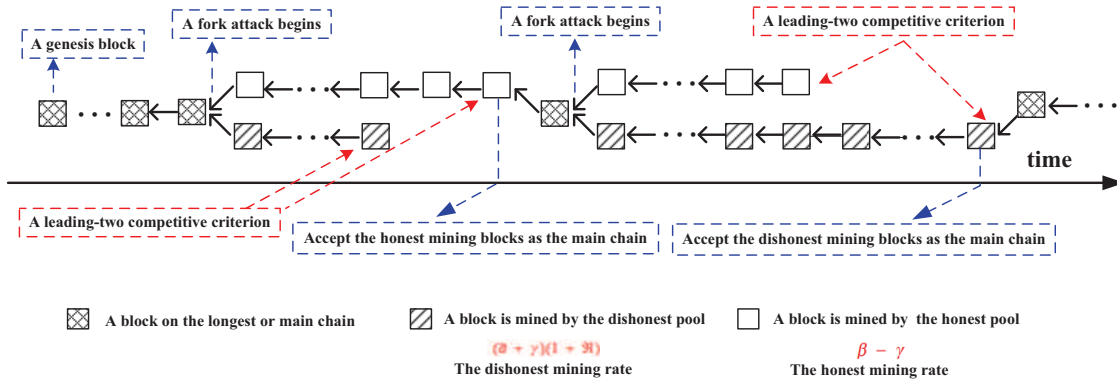 A fork attack begins
A fork attack begins
A leading-two competitive criterion
A genesis block
time
A leading-two competitive criterion
Accept the honest mining blocks as the main chain
Accept the dishonest mining blocks as the main chain
A block on the longest or main chain
A block is mined by the dishonest pool
A block is mined by the honest pool
β − γ
The dishonest mining rate
The honest mining rate